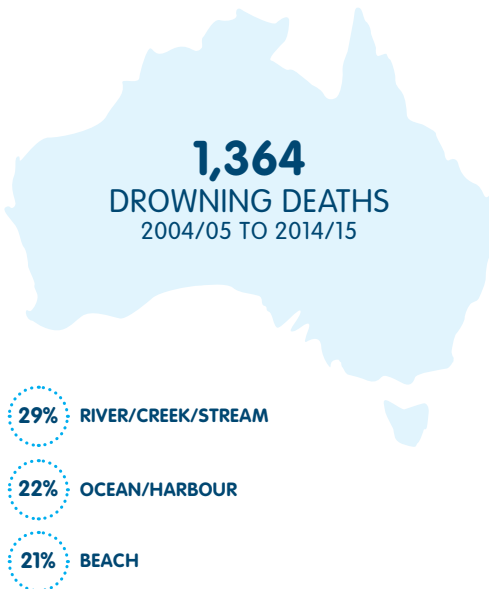 1,364
DROWNING DEATHS
2004/05 TO 2014/15
29% RIVER/CREEK/STREAM
22% OCEAN/HARBOUR
21% BEACH